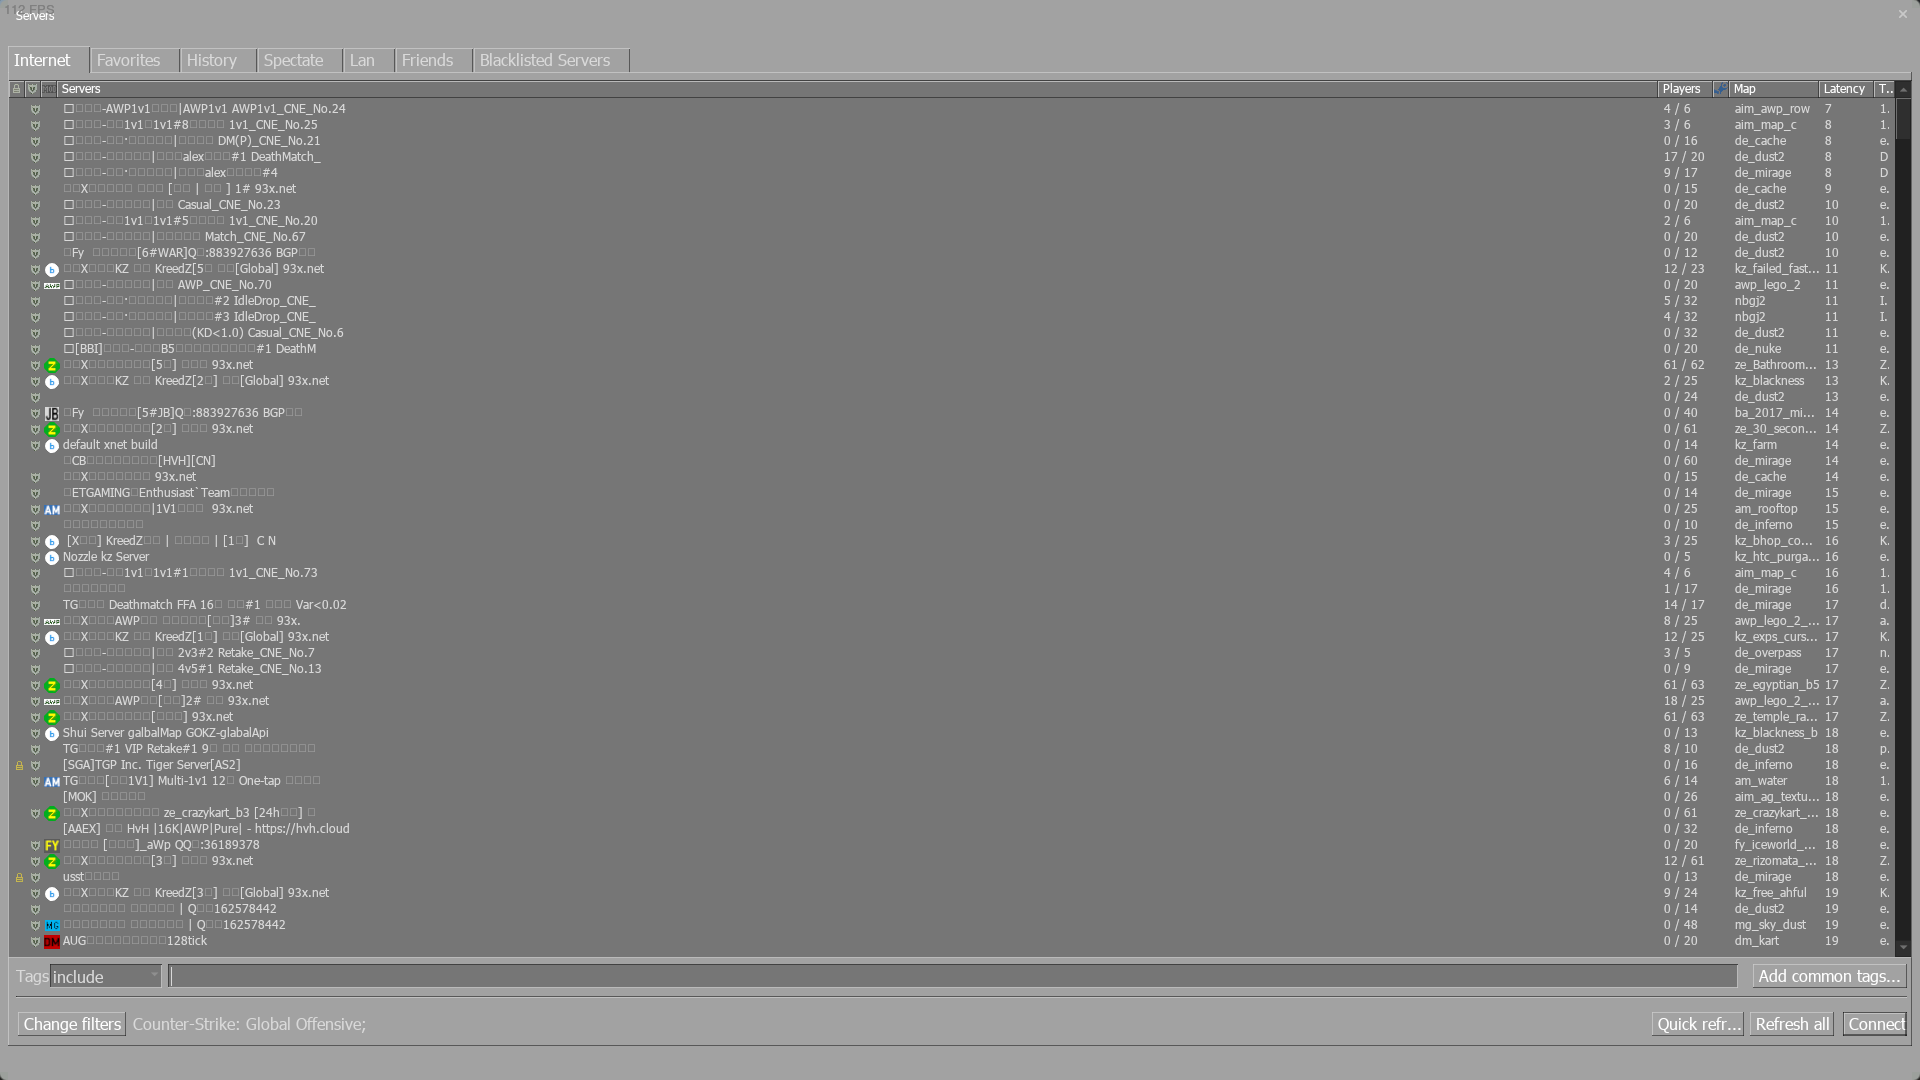 112 FPS
Servers
Internet Favorites History Spectate Lan Friends Blacklisted Servers
Servers Players Map Latency T..
□□□□-AWP1v1□□□|AWP1v1 AWP1v1_CNE_No.24 4 / 6 aim_awp_row 7 1.
□□□□-□□1v1□1v1#8□□□□ 1v1_CNE_No.25 3 / 6 aim_map_c 8 1.
□□□□-□□·□□□□□|□□□□ DM(P)_CNE_No.21 0 / 16 de_cache 8 e.
□□□□-□□□□□|□□□alex□□□#1 DeathMatch_ 17 / 20 de_dust2 8 D
□□□□-□□·□□□□□|□□□alex□□□□#4 9 / 17 de_mirage 8 D
□□X□□□□□ □□□ [□□ | □□ ] 1# 93x.net 0 / 15 de_cache 9 e.
□□□□-□□□□□|□□ Casual_CNE_No.23 0 / 20 de_dust2 10 e.
□□□□-□□1v1□1v1#5□□□□ 1v1_CNE_No.20 2 / 6 aim_map_c 10 1.
□□□□-□□□□□|□□□□□ Match_CNE_No.67 0 / 20 de_dust2 10 e.
□Fy □□□□□[6#WAR]Q□:883927636 BGP□□ 0 / 12 de_dust2 10 e.
□□X□□□KZ □□ KreedZ[5□ □□[Global] 93x.net 12 / 23 kz_failed_fast... 11 K.
AWP □□□□-□□□□□|□□ AWP_CNE_No.70 0 / 20 awp_lego_2 11 e.
□□□□-□□·□□□□□|□□□□#2 IdleDrop_CNE_ 5 / 32 nbgj2 11 I.
□□□□-□□·□□□□□|□□□□#3 IdleDrop_CNE_ 4 / 32 nbgj2 11 I.
□□□□-□□□□□|□□□□(KD<1.0) Casual_CNE_No.6 0 / 32 de_dust2 11 e.
□[BBI]□□□-□□□B5□□□□□□□□□#1 DeathM 0 / 20 de_nuke 11 e.
Z □□X□□□□□□□[5□] □□□ 93x.net 61 / 62 ze_Bathroom... 13 Z.
□□X□□□KZ □□ KreedZ[2□] □□[Global] 93x.net 2 / 25 kz_blackness 13 K.
0 / 24 de_dust2 13 e.
JB □Fy □□□□□[5#JB]Q□:883927636 BGP□□ 0 / 40 ba_2017_mi... 14 e.
Z □□X□□□□□□□[2□] □□□ 93x.net 0 / 61 ze_30_secon... 14 Z.
default xnet build 0 / 14 kz_farm 14 e.
□CB□□□□□□□□[HVH][CN] 0 / 60 de_mirage 14 e.
□□X□□□□□□□ 93x.net 0 / 15 de_cache 14 e.
□ETGAMING□Enthusiast`Team□□□□□ 0 / 14 de_mirage 15 e.
AM □□X□□□□□□□|1V1□□□ 93x.net 0 / 25 am_rooftop 15 e.
□□□□□□□□□ 0 / 10 de_inferno 15 e.
[X□□] KreedZ□□ | □□□□ | [1□] C N 3 / 25 kz_bhop_co... 16 K.
Nozzle kz Server 0 / 5 kz_htc_purga... 16 e.
□□□□-□□1v1□1v1#1□□□□ 1v1_CNE_No.73 4 / 6 aim_map_c 16 1.
□□□□□□□ 1 / 17 de_mirage 16 1.
TG□□□ Deathmatch FFA 16□ □□#1 □□□ Var<0.02 14 / 17 de_mirage 17 d.
AWP □□X□□□AWP□□ □□□□□[□□]3# □□ 93x. 8 / 25 awp_lego_2_... 17 a.
□□X□□□KZ □□ KreedZ[1□] □□[Global] 93x.net 12 / 25 kz_exps_curs... 17 K.
□□□□-□□□□□|□□ 2v3#2 Retake_CNE_No.7 3 / 5 de_overpass 17 n.
□□□□-□□□□□|□□ 4v5#1 Retake_CNE_No.13 0 / 9 de_mirage 17 e.
Z □□X□□□□□□□[4□] □□□ 93x.net 61 / 63 ze_egyptian_b5 17 Z.
AWP □□X□□□AWP□□[□□]2# □□ 93x.net 18 / 25 awp_lego_2_... 17 a.
Z □□X□□□□□□□[□□□] 93x.net 61 / 63 ze_temple_ra... 17 Z.
Shui Server galbalMap GOKZ-glabalApi 0 / 13 kz_blackness_b 18 e.
TG□□□#1 VIP Retake#1 9□ □□ □□□□□□□□ 8 / 10 de_dust2 18 p.
[SGA]TGP Inc. Tiger Server[AS2] 0 / 16 de_inferno 18 e.
AM TG□□□[□□1V1] Multi-1v1 12□ One-tap □□□□ 6 / 14 am_water 18 1.
[MOK] □□□□□ 0 / 26 aim_ag_textu... 18 e.
Z □□X□□□□□□□□ ze_crazykart_b3 [24h□□] □ 0 / 61 ze_crazykart_... 18 e.
[AAEX] □□ HvH |16K|AWP|Pure| - https://hvh.cloud 0 / 32 de_inferno 18 e.
FY □□□□ [□□□]_aWp QQ□:36189378 0 / 20 fy_iceworld_... 18 e.
Z □□X□□□□□□□[3□] □□□ 93x.net 12 / 61 ze_rizomata_... 18 Z.
usst□□□□ 0 / 13 de_mirage 18 e.
□□X□□□KZ □□ KreedZ[3□] □□[Global] 93x.net 9 / 24 kz_free_ahful 19 K.
□□□□□□□ □□□□□ | Q□□162578442 0 / 14 de_dust2 19 e.
MG □□□□□□□ □□□□□□ | Q□□162578442 0 / 48 mg_sky_dust 19 e.
DM AUG□□□□□□□□□128tick 0 / 20 dm_kart 19 e.
Tags include Add common tags...
Change filters Counter-Strike: Global Offensive; Quick refr... Refresh all Connect